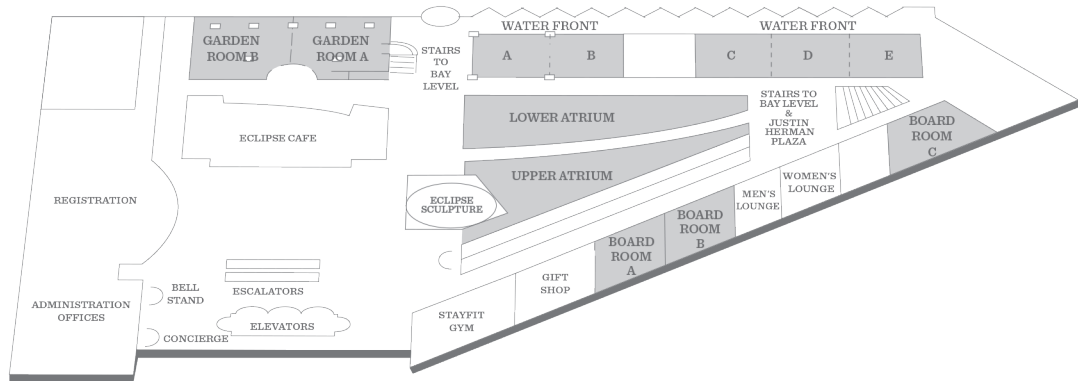 WATER FRONT
WATER FRONT
GARDEN
ROOM B
GARDEN
ROOM A
STAIRS
TO
BAY
LEVEL
A
B
C
D
E
LOWER ATRIUM
STAIRS TO
BAY LEVEL
&
JUSTIN
HERMAN
PLAZA
BOARD
ROOM
C
ECLIPSE CAFE
UPPER ATRIUM
WOMEN'S
LOUNGE
MEN'S
LOUNGE
REGISTRATION
ECLIPSE
SCULPTURE
BOARD
ROOM
B
BOARD
ROOM
A
GIFT
SHOP
BELL
STAND
ESCALATORS
ADMINISTRATION
OFFICES
ELEVATORS
STAYFIT
GYM
CONCIERGE